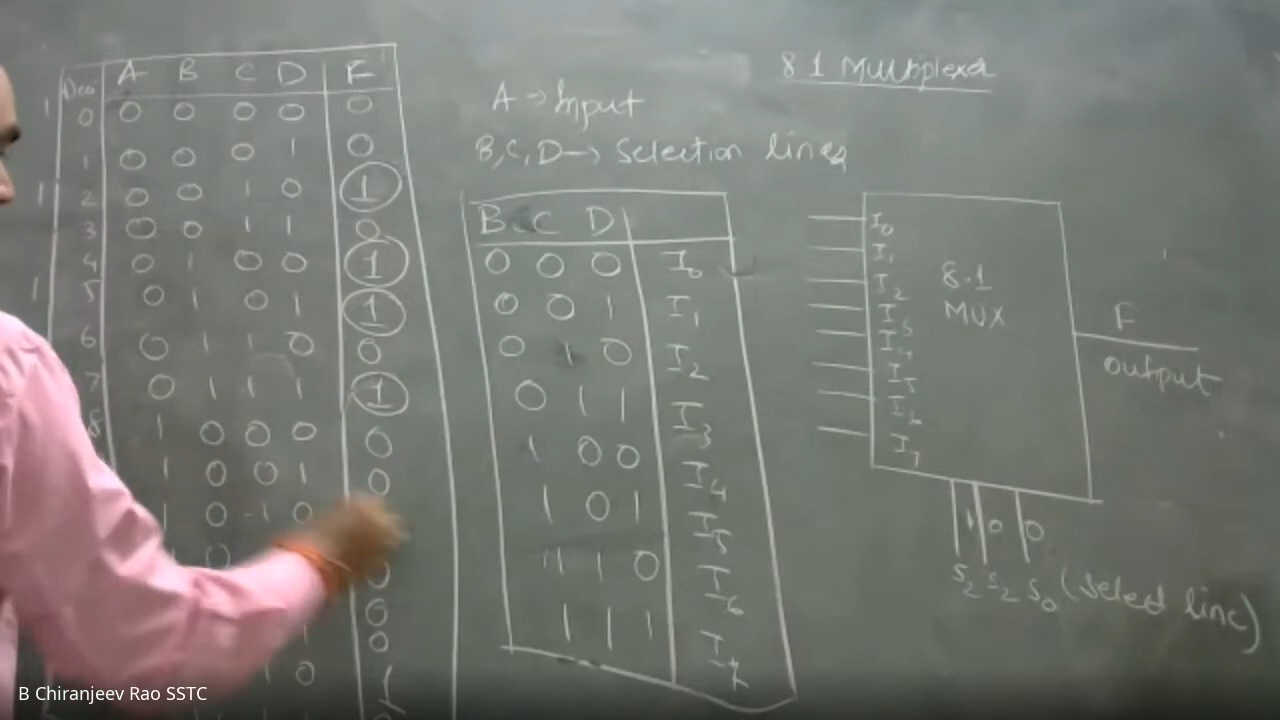 8 1 Multiplexer
A → Input
B, C, D → Selection lines
Dec A B C D F
0 0 0 0 0 0
1 0 0 0 1 0
2 0 0 1 0 1
3 0 0 1 1 0
4 0 1 0 0 1
5 0 1 0 1 1
6 0 1 1 0 0
7 0 1 1 1 1
8 1 0 0 0 0
1 0 0 1 0
1 0 1 0
B C D
0 0 0 I0
0 0 1 I1
0 1 0 I2
0 1 1 I3
1 0 0 I4
1 0 1 I5
1 1 0 I6
1 1 1 I7
I0
I1
I2
I3
I4
I5
I6
I7
8.1
MUX
F
output
1 0 0
S2 S2 S0 (Select line)
B Chiranjeev Rao SSTC